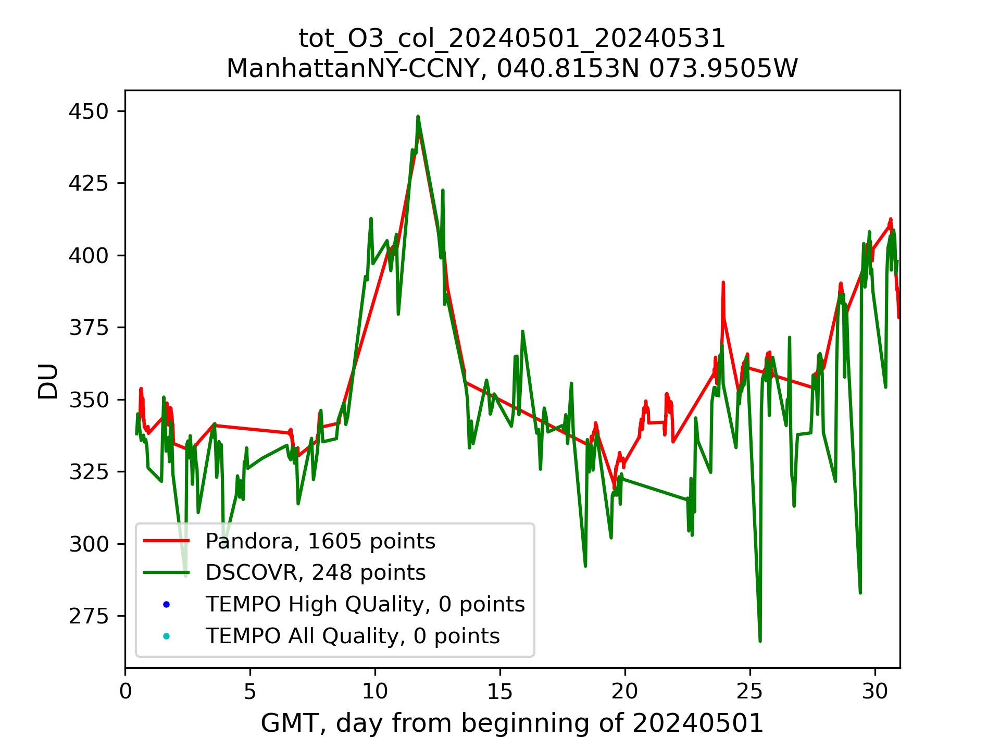 tot_O3_col_20240501_20240531
ManhattanNY-CCNY, 040.8153N 073.9505W
DU
450
425
400
375
350
325
300
275
Pandora, 1605 points
DSCOVR, 248 points
TEMPO High QUality, 0 points
TEMPO All Quality, 0 points
0 5 10 15 20 25 30
GMT, day from beginning of 20240501